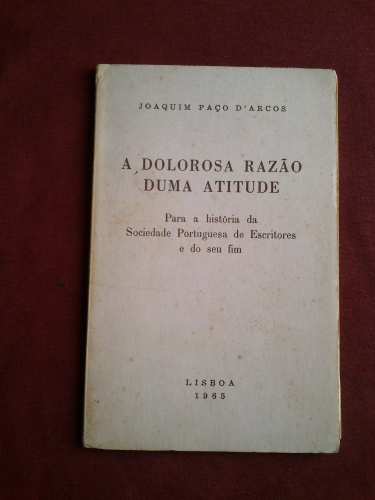 JOAQUIM PAÇO D'ARCOS
A DOLOROSA RAZÃO
DUMA ATITUDE
Para a história da
Sociedade Portuguesa de Escritores
e do seu fim
LISBOA
1965